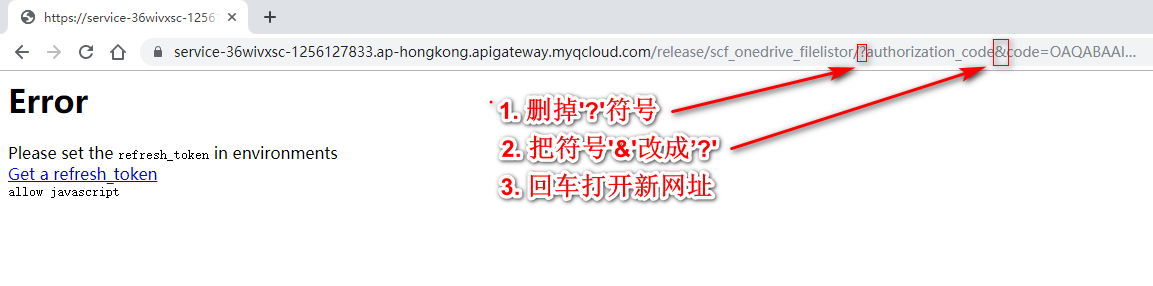 https://service-36wivxsc-12561
service-36wivxsc-1256127833.ap-hongkong.apigateway.myqcloud.com/release/scf_onedrive_filelistor/?authorization_code&code=OAQABAAI...
Error
1. 删掉'?'符号
Please set the refresh_token in environments
2. 把符号'&'改成'?'
Get a refresh_token
3. 回车打开新网址
allow javascript